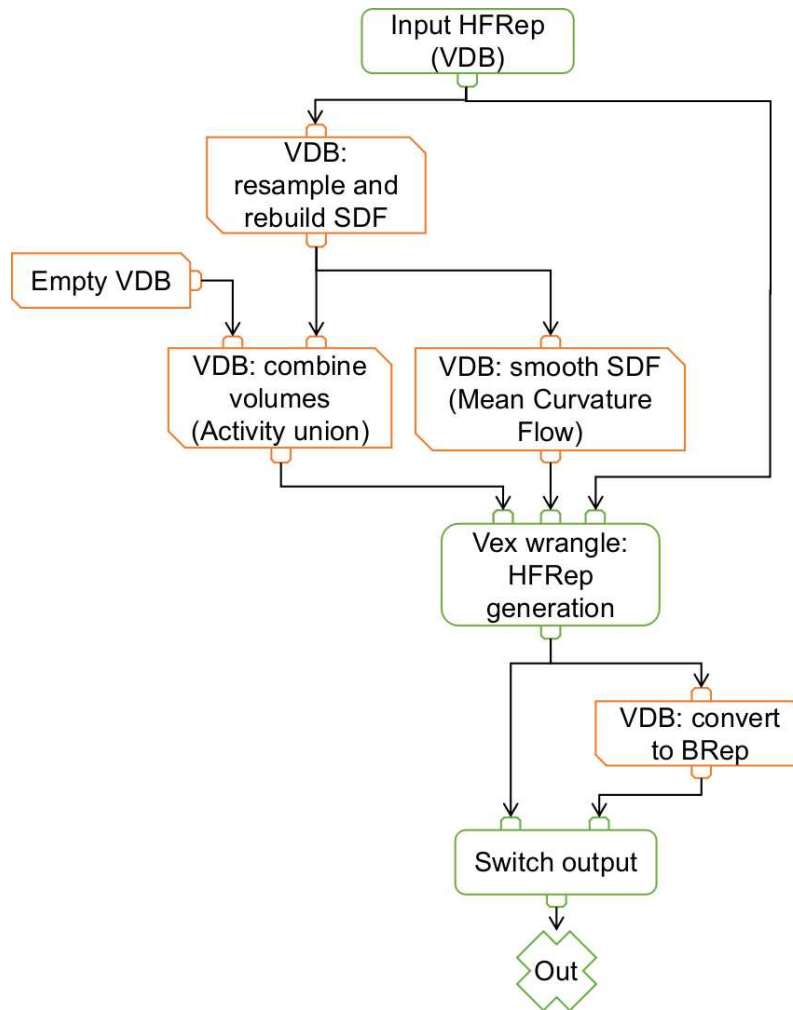 Input HFRep
(VDB)
VDB:
resample and
rebuild SDF
Empty VDB
VDB: combine
volumes
(Activity union)
VDB: smooth SDF
(Mean Curvature
Flow)
Vex wrangle:
HFRep
generation
VDB: convert
to BRep
Switch output
Out